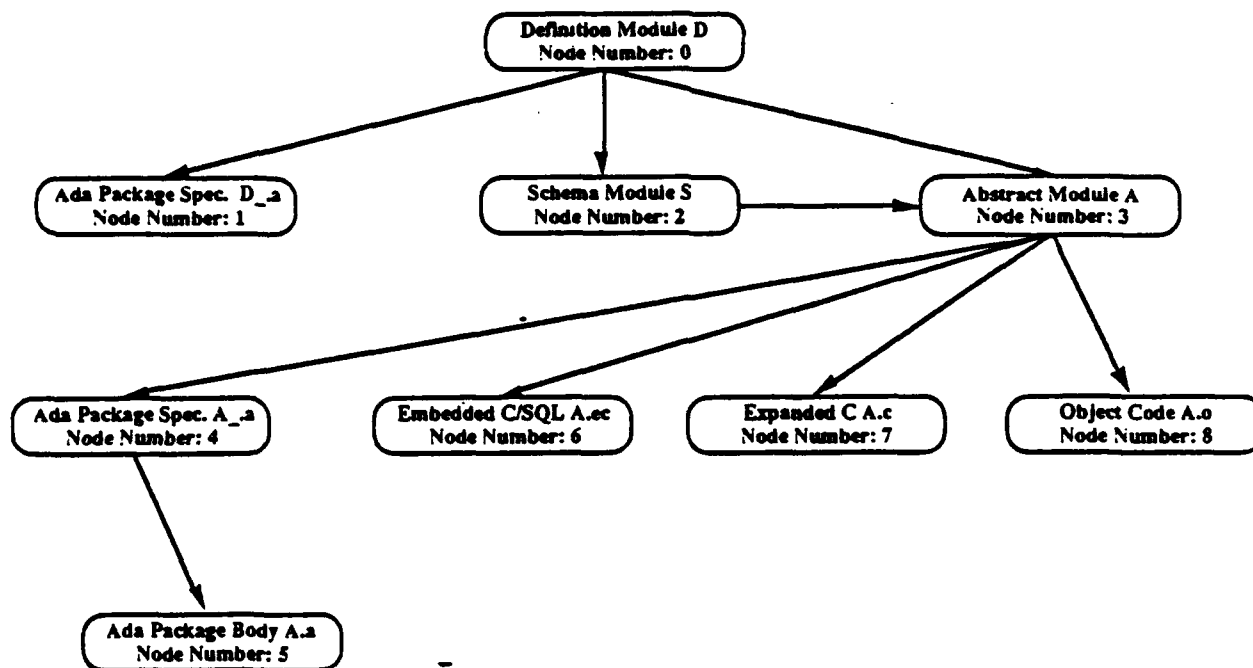 Definition Module D
Node Number: 0
Ada Package Spec. D_.a
Node Number: 1
Schema Module S
Node Number: 2
Abstract Module A
Node Number: 3
Ada Package Spec. A_.a
Node Number: 4
Embedded C/SQL A.ec
Node Number: 6
Expanded C A.c
Node Number: 7
Object Code A.o
Node Number: 8
Ada Package Body A.a
Node Number: 5